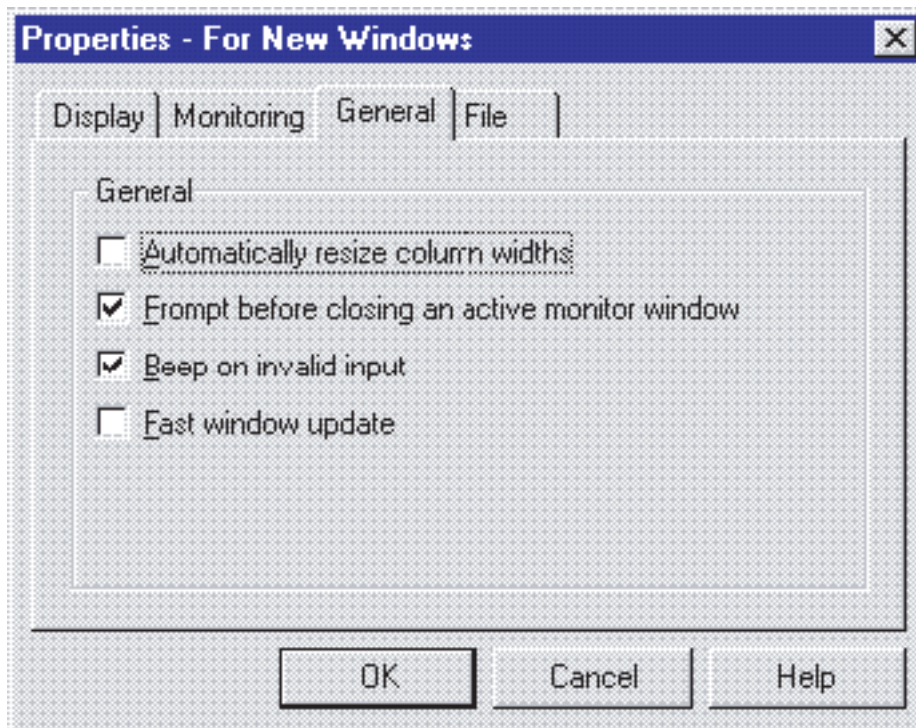 Properties - For New Windows
Display Monitoring General File
General
Automatically resize column widths
Prompt before closing an active monitor window
Beep on invalid input
Fast window update
OK Cancel Help